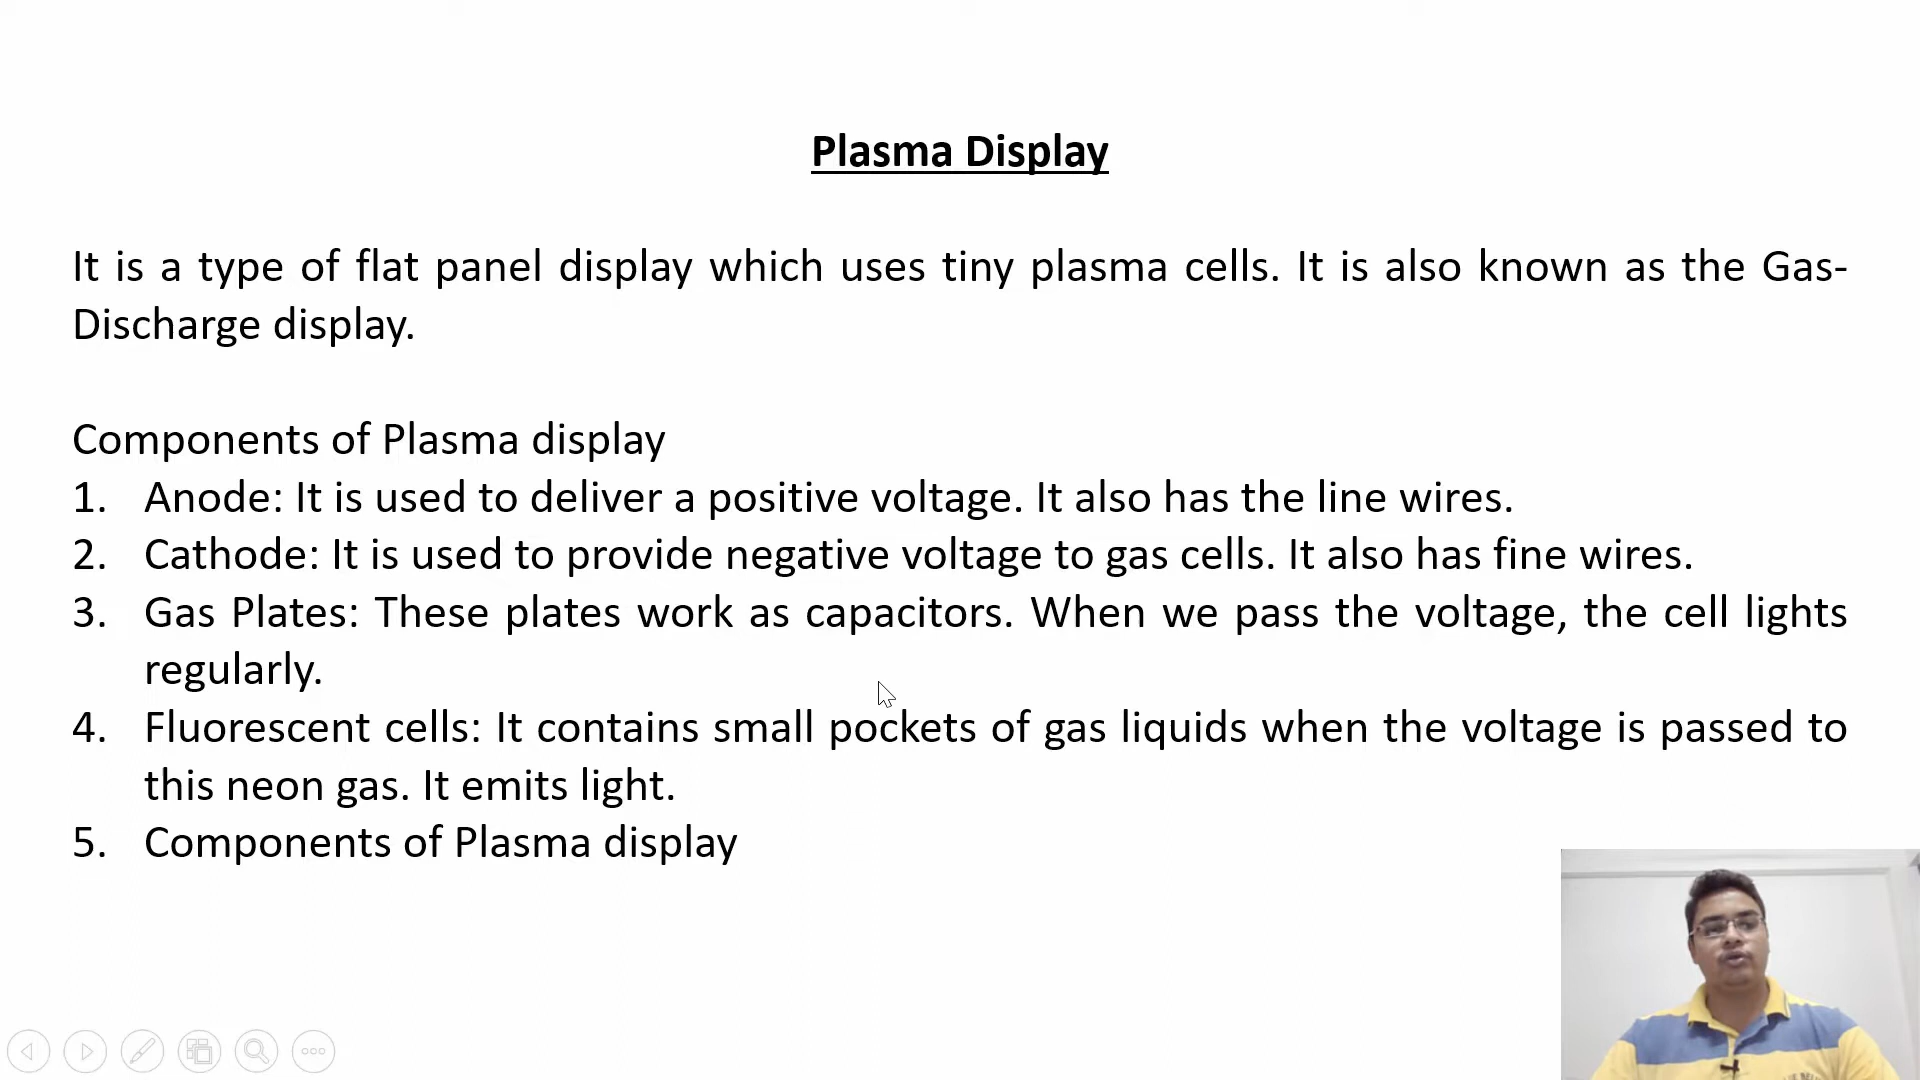 Plasma Display
It is a type of flat panel display which uses tiny plasma cells. It is also known as the Gas-
Discharge display.
Components of Plasma display
1. Anode: It is used to deliver a positive voltage. It also has the line wires.
2. Cathode: It is used to provide negative voltage to gas cells. It also has fine wires.
3. Gas Plates: These plates work as capacitors. When we pass the voltage, the cell lights
regularly.
4. Fluorescent cells: It contains small pockets of gas liquids when the voltage is passed to
this neon gas. It emits light.
5. Components of Plasma display